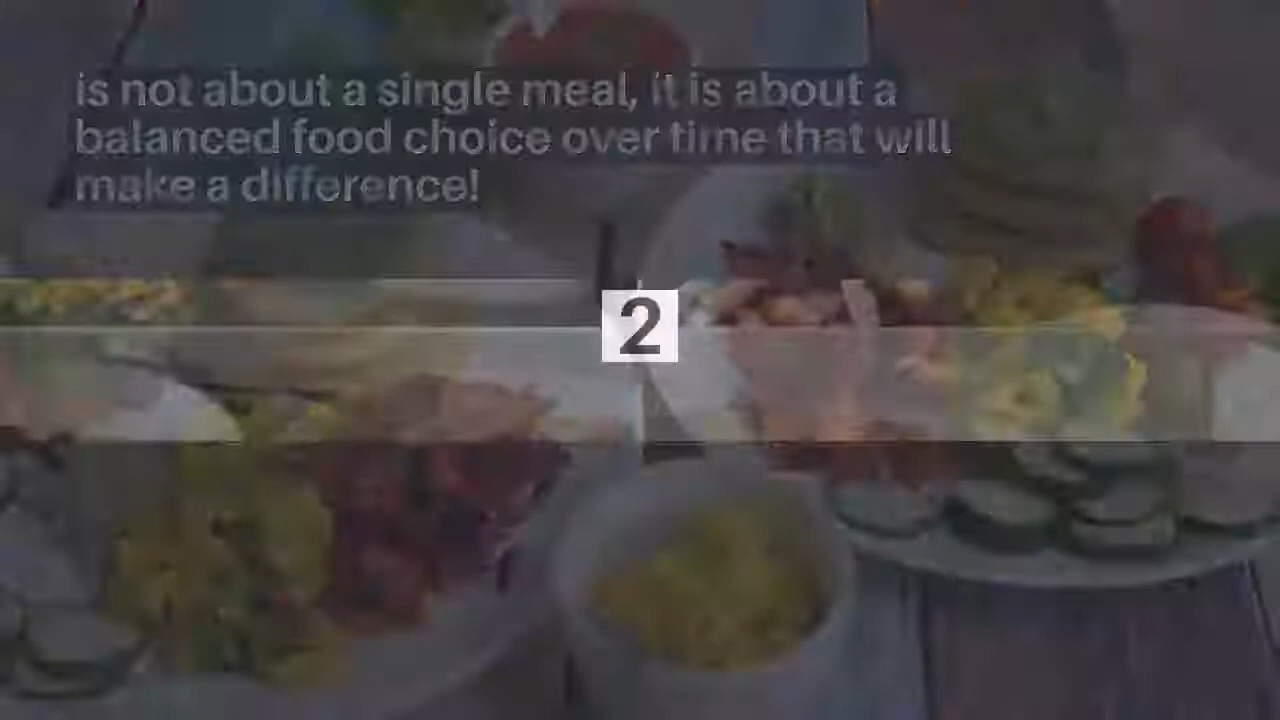 is not about a single meal, it is about a
balanced food choice over time that will
make a difference!
2